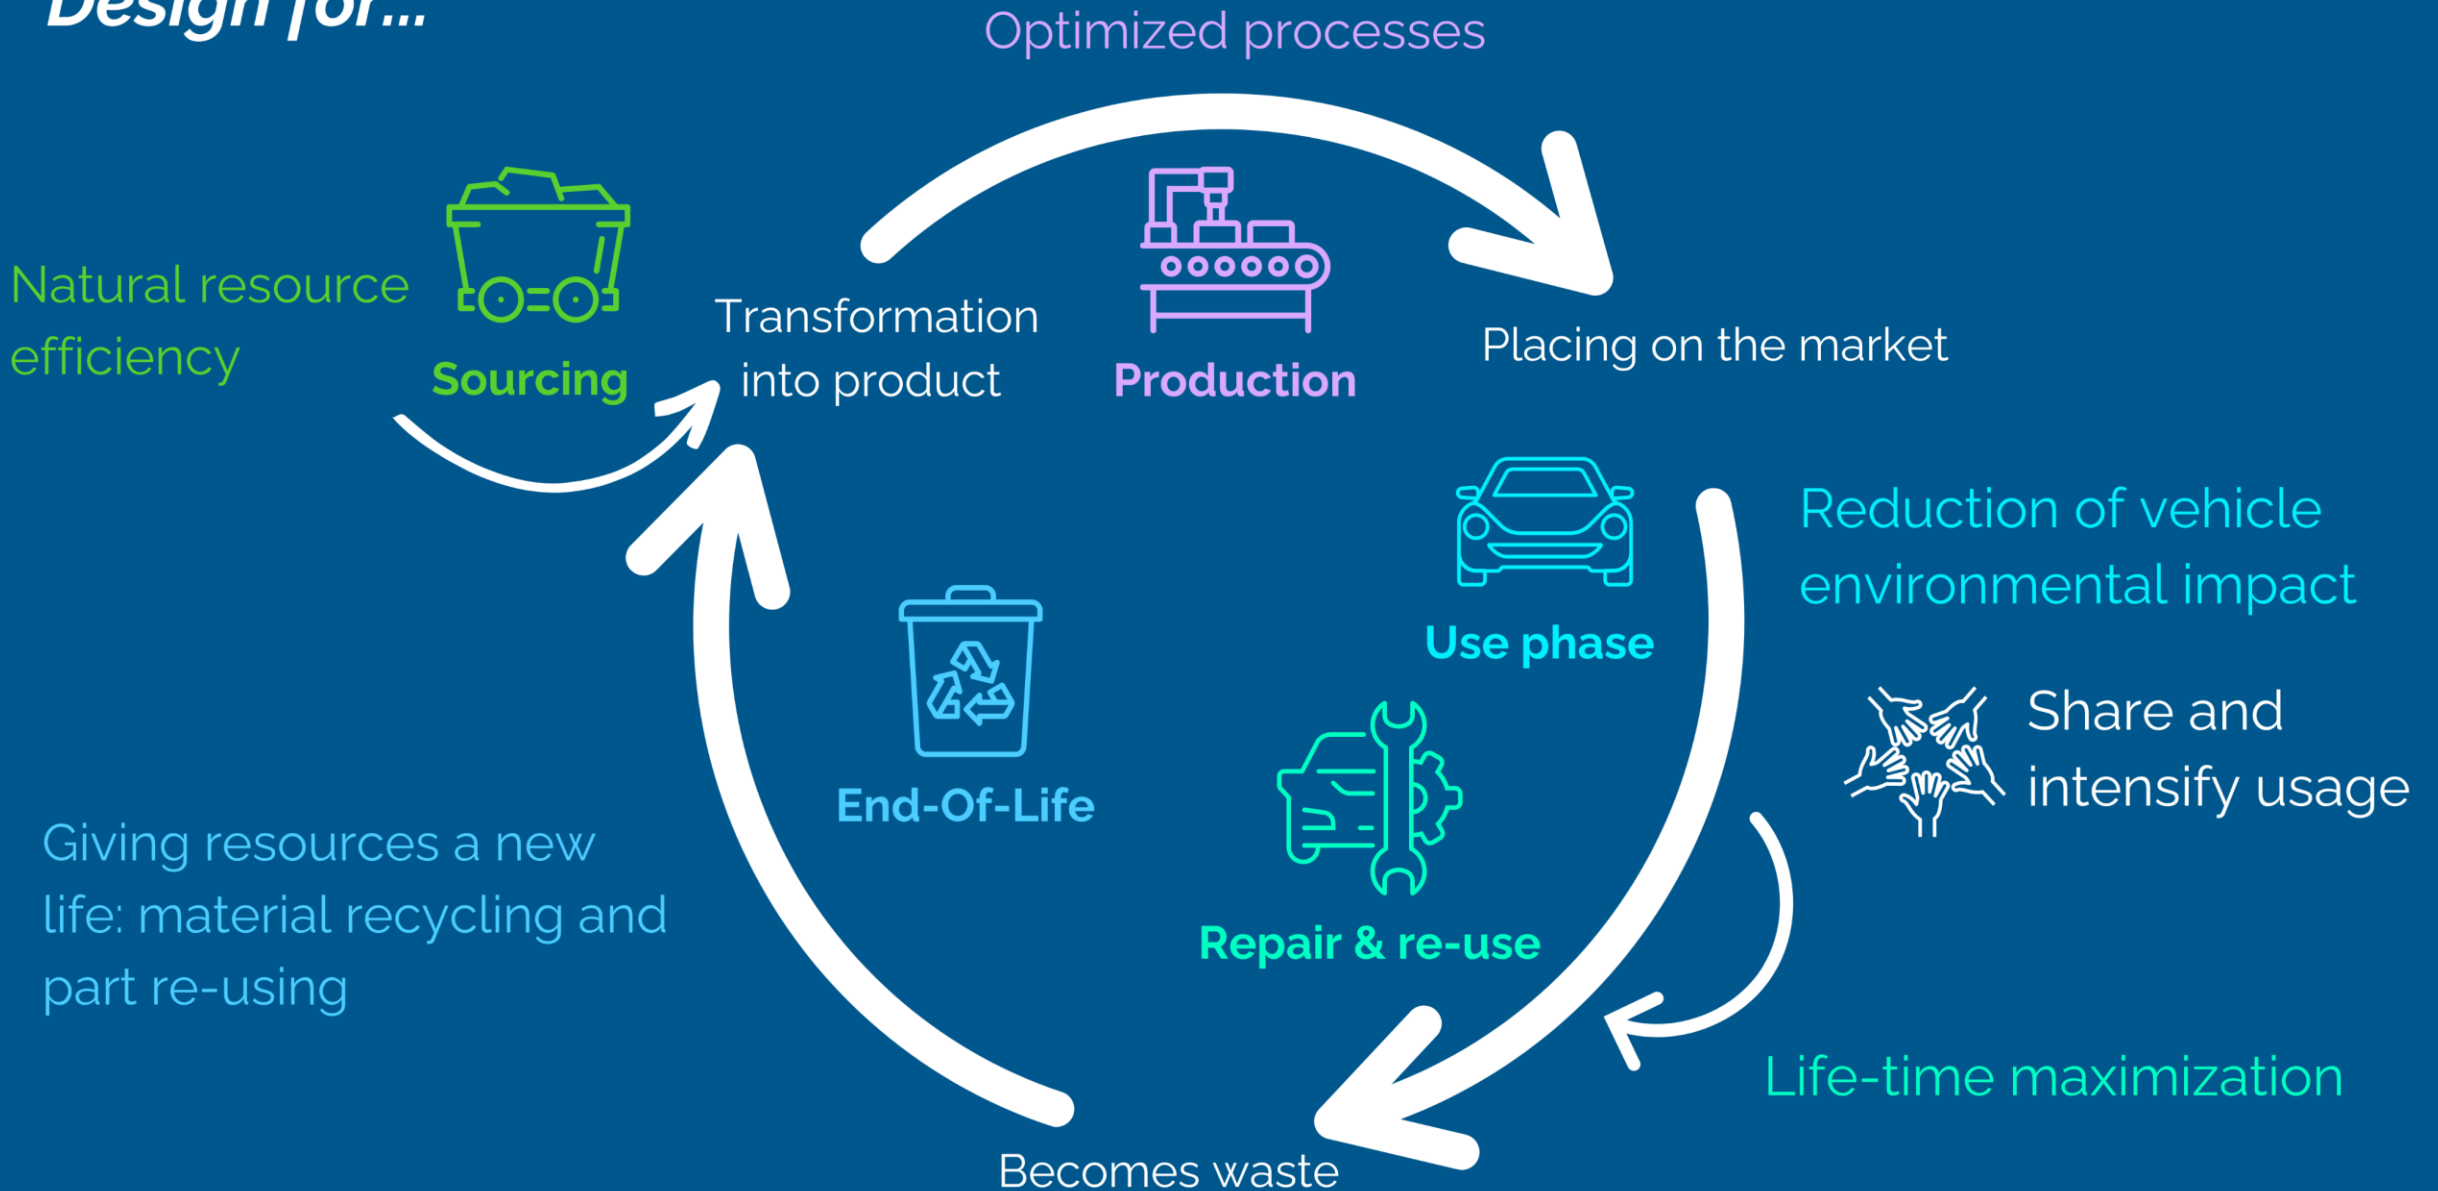 Design for...
Optimized processes
Natural resource
efficiency
Sourcing
Transformation
into product
Production
Placing on the market
Use phase
Reduction of vehicle
environmental impact
Share and
intensify usage
Repair & re-use
Life-time maximization
End-Of-Life
Giving resources a new
life: material recycling and
part re-using
Becomes waste